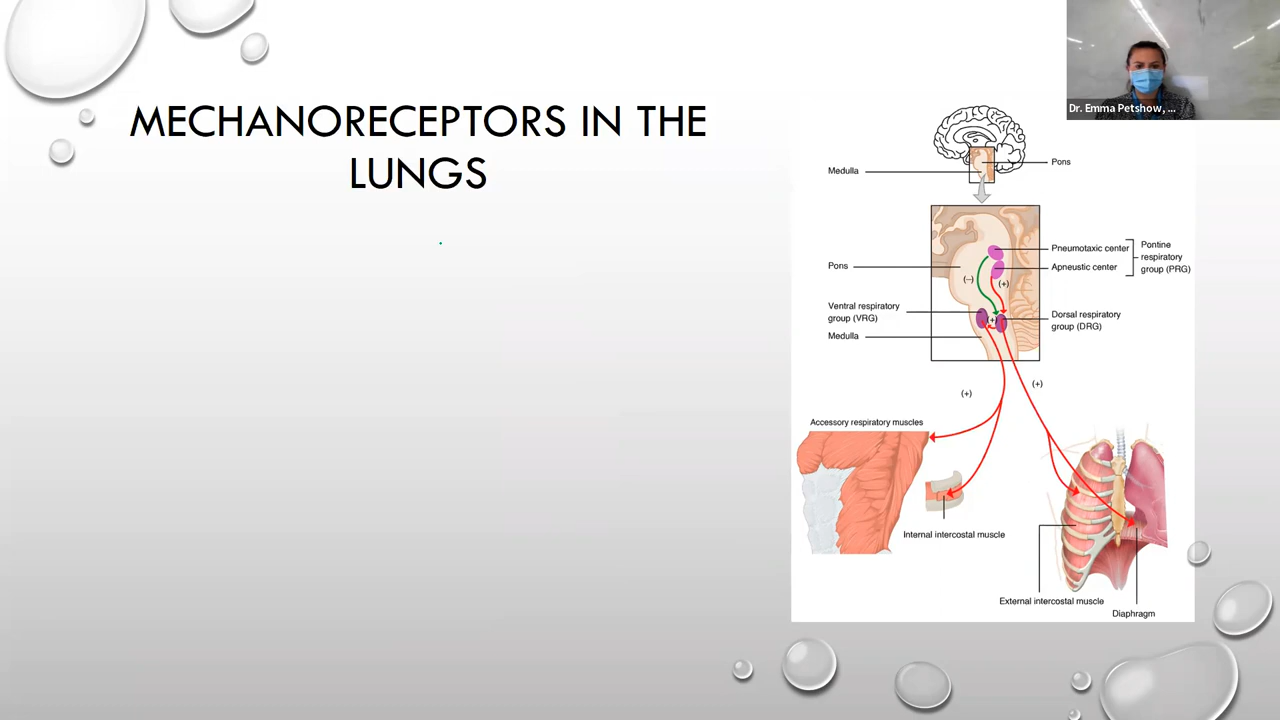 MECHANORECEPTORS IN THE
LUNGS
Dr. Emma Petshow, ...
Medulla
Pons
Pons
Pneumotaxic center
Apneustic center
Pontine
respiratory
group (PRG)
(–)
(+)
Ventral respiratory
group (VRG)
(+)
Dorsal respiratory
group (DRG)
Medulla
(+)
(+)
Accessory respiratory muscles
Internal intercostal muscle
External intercostal muscle
Diaphragm